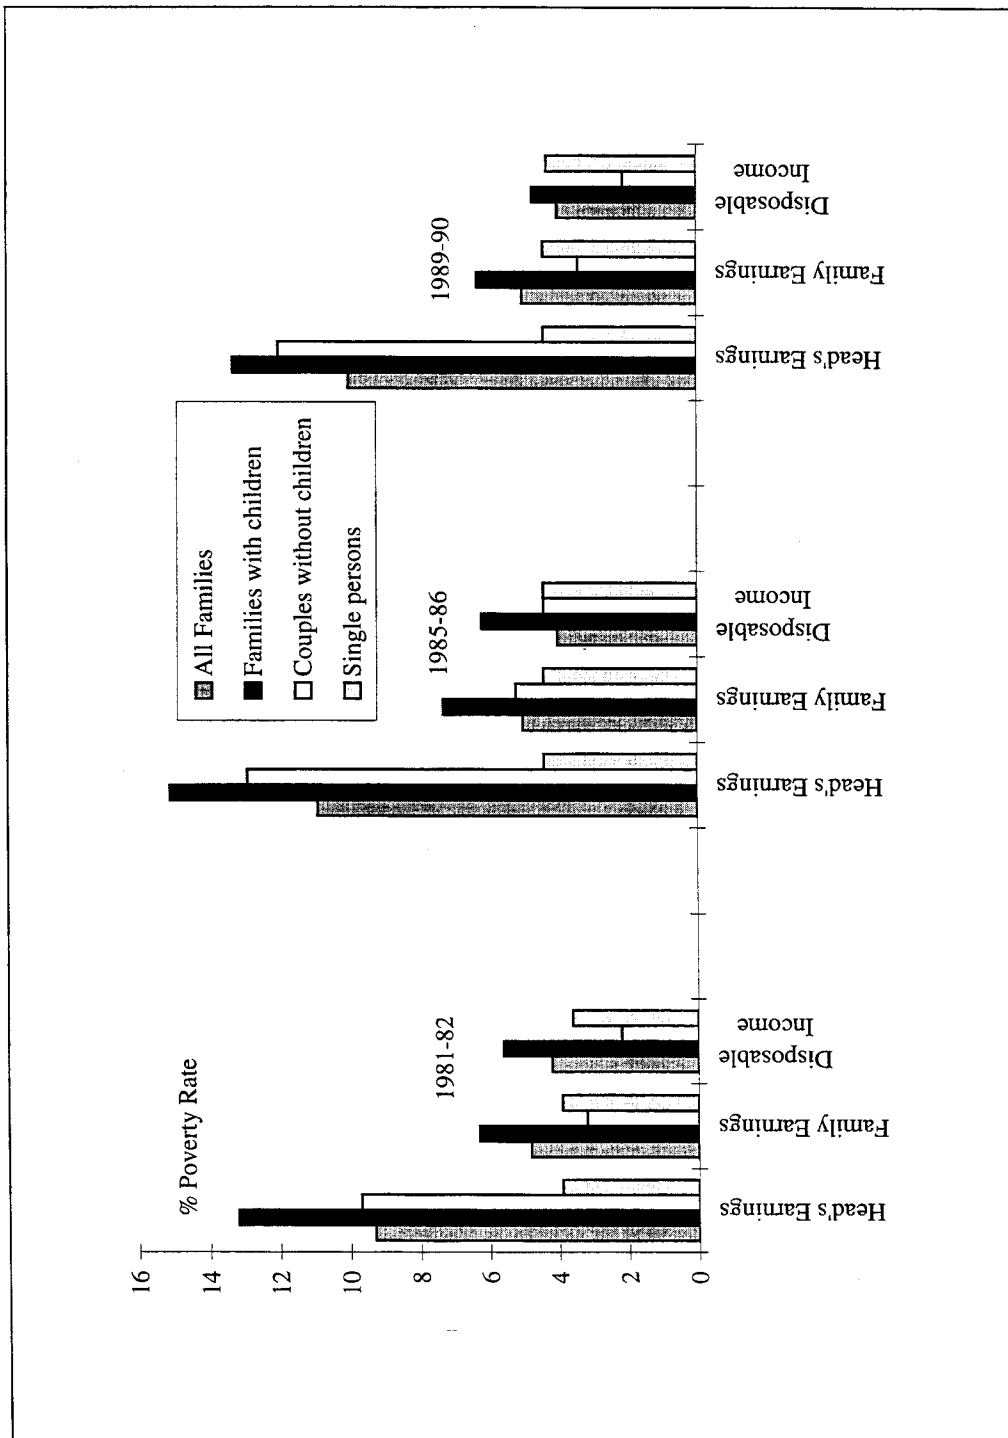 % Poverty Rate
16
14
12
10
8
6
4
2
0
1981-82
Head's Earnings
Family Earnings
Disposable
Income
1985-86
Head's Earnings
Family Earnings
Disposable
Income
1989-90
Head's Earnings
Family Earnings
Disposable
Income
All Families
Families with children
Couples without children
Single persons